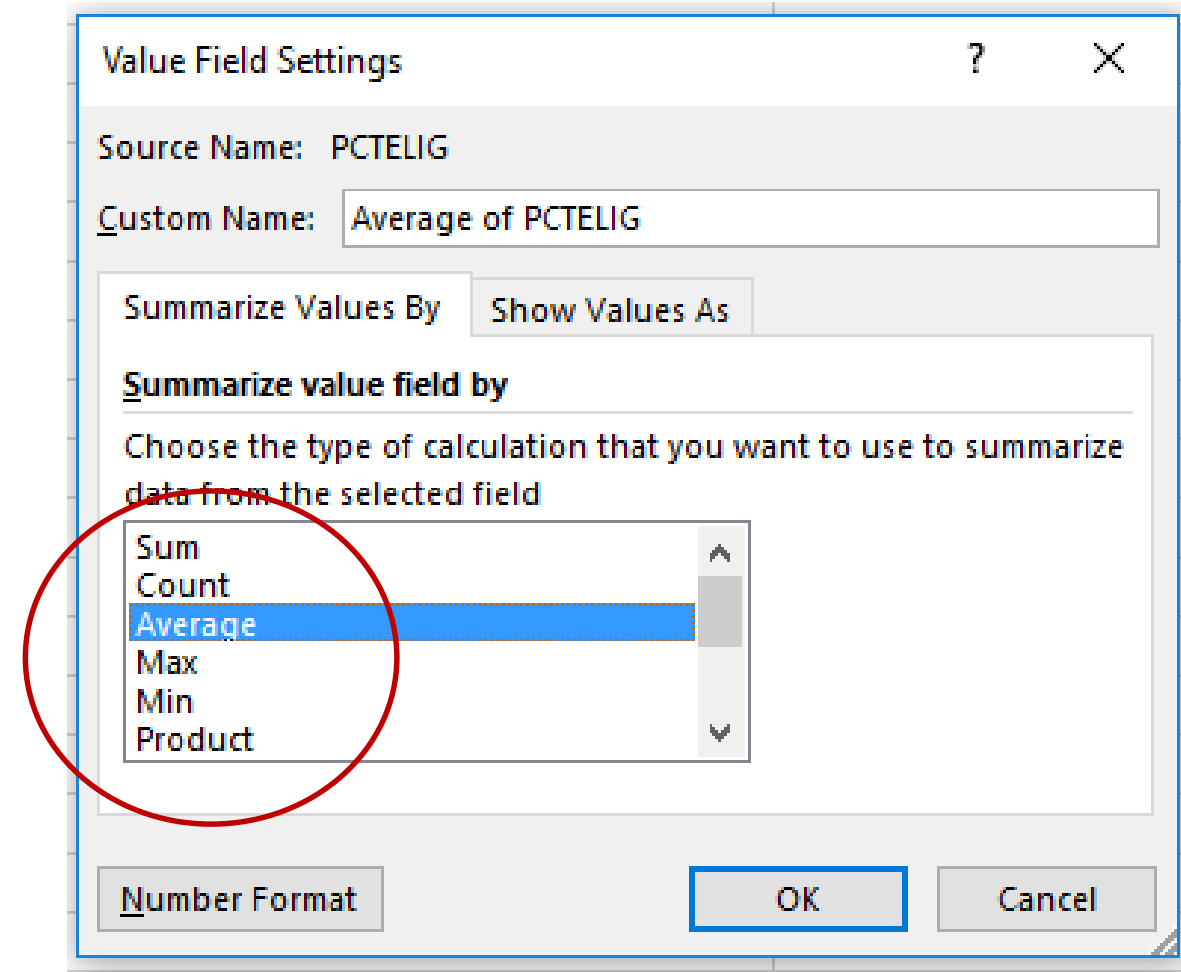 Value Field Settings ?
Source Name: PCTELIG
Custom Name: Average of PCTELIG
Summarize Values By Show Values As
Summarize value field by
Choose the type of calculation that you want to use to summarize
data from the selected field
Sum
Count
Average
Max
Min
Product
Number Format OK Cancel